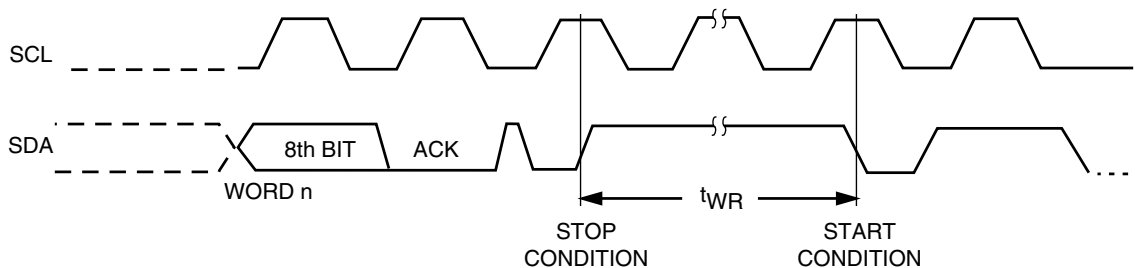 SCL
SDA
8th BIT
ACK
WORD n
tWR
STOP
CONDITION
START
CONDITION